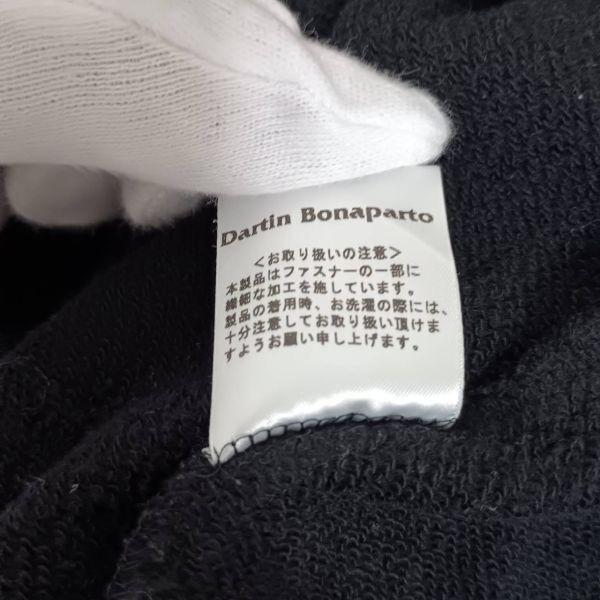 Dartin Bonaparto
<お取り扱いの注意>
本製品はファスナーの一部に
繊細な加工を施しています。
製品の着用時、お洗濯の際には、
十分注意してお取り扱い頂けま
すようお願い申し上げます。